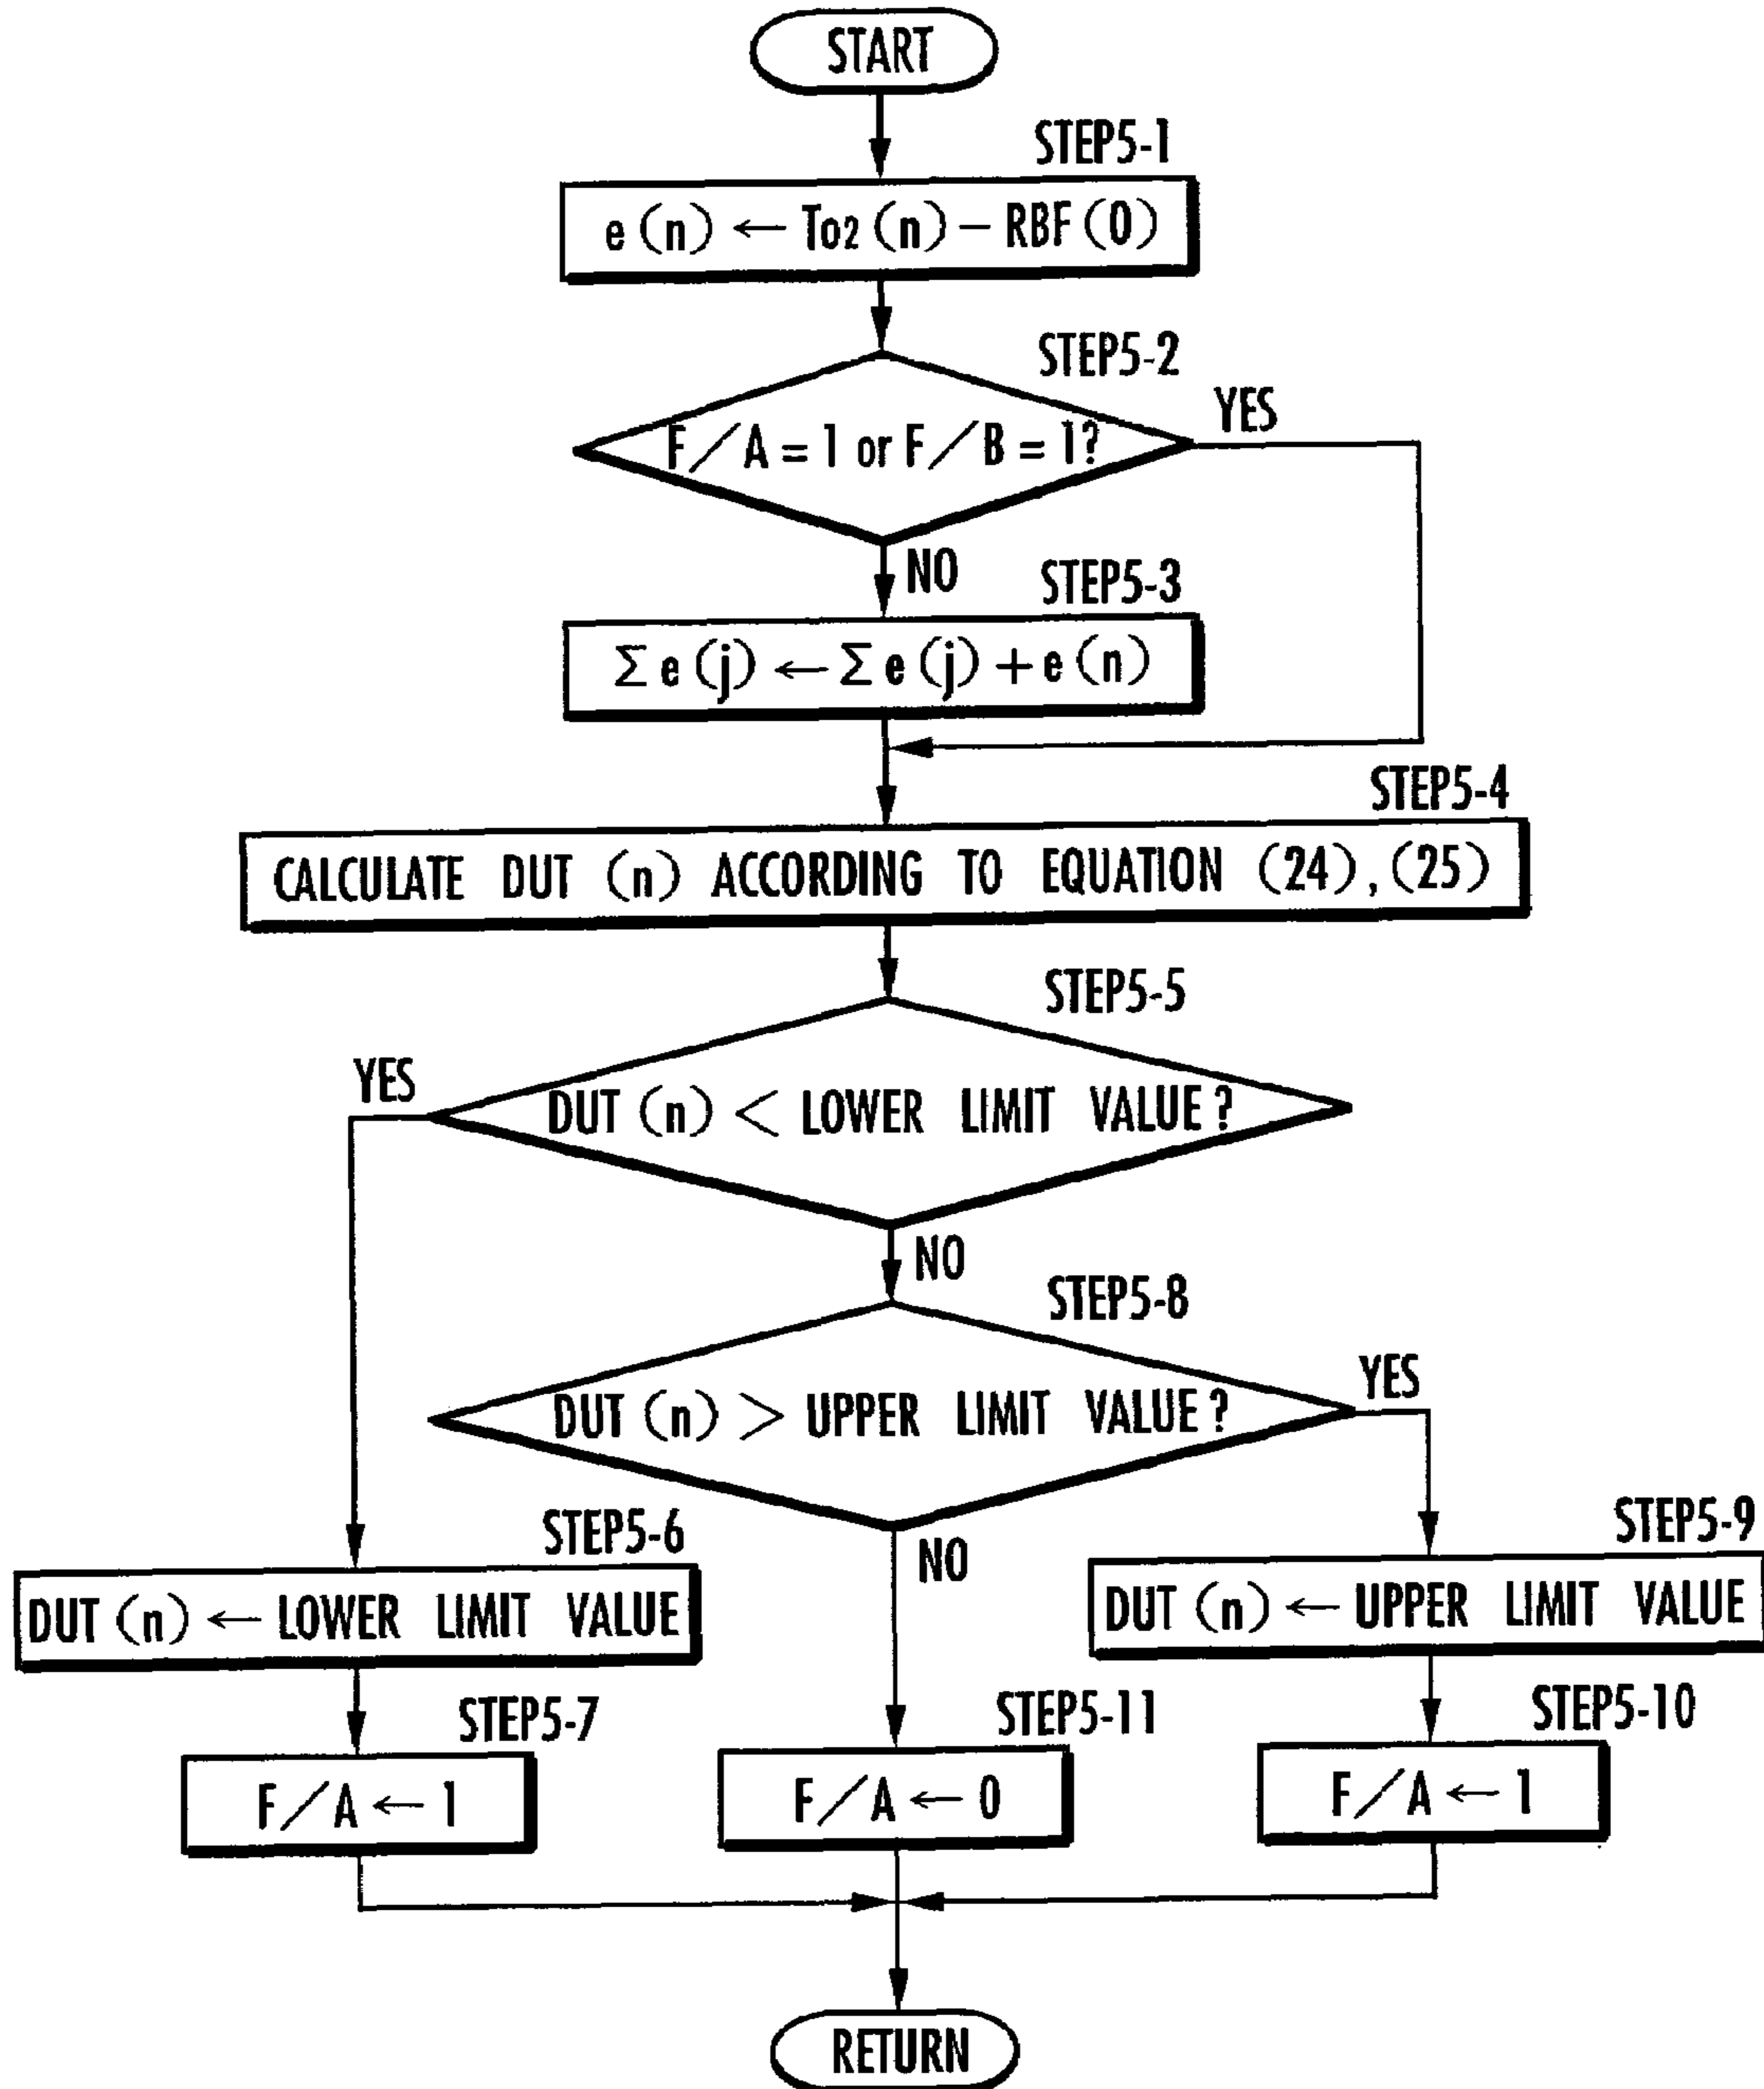 START
STEP5-1
e(n) ← To2(n) − RBF(0)
STEP5-2
F/A = 1 or F/B = 1?
YES
NO
STEP5-3
Σe(j) ← Σe(j) + e(n)
STEP5-4
CALCULATE DUT (n) ACCORDING TO EQUATION (24), (25)
STEP5-5
YES
DUT (n) < LOWER LIMIT VALUE?
NO
STEP5-8
YES
DUT (n) > UPPER LIMIT VALUE?
NO
STEP5-6
DUT (n) ← LOWER LIMIT VALUE
STEP5-9
DUT (n) ← UPPER LIMIT VALUE
STEP5-7
F/A ← 1
STEP5-11
F/A ← 0
STEP5-10
F/A ← 1
RETURN